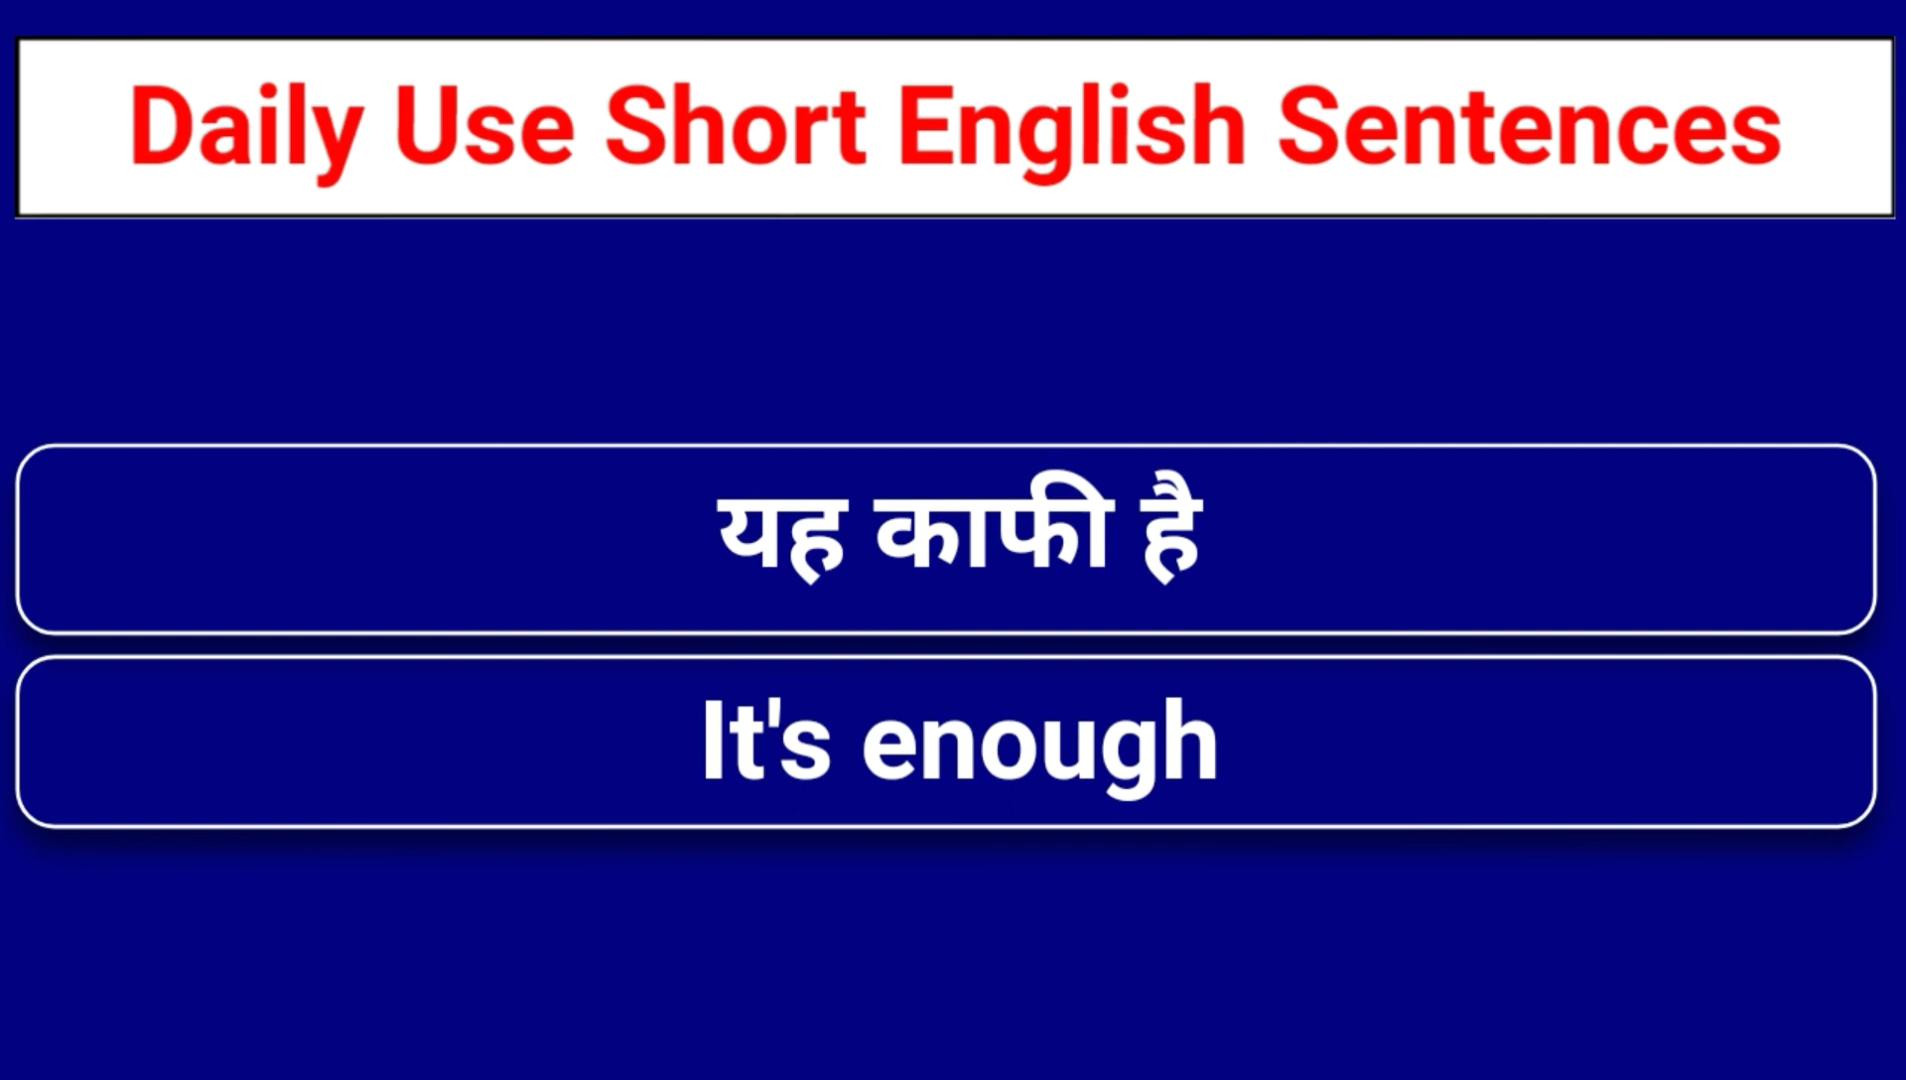 Daily Use Short English Sentences
यह काफी है
It's enough